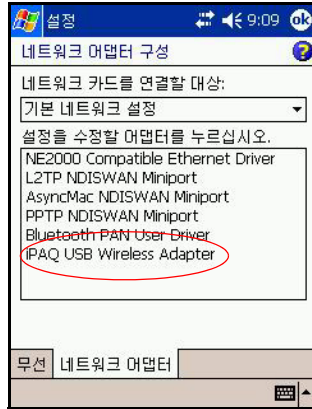 설정 9:09 ok
네트워크 어댑터 구성
네트워크 카드를 연결할 대상:
기본 네트워크 설정
설정을 수정할 어댑터를 누르십시오.
NE2000 Compatible Ethernet Driver
L2TP NDISWAN Miniport
AsyncMac NDISWAN Miniport
PPTP NDISWAN Miniport
Bluetooth PAN User Driver
iPAQ USB Wireless Adapter
무선 네트워크 어댑터